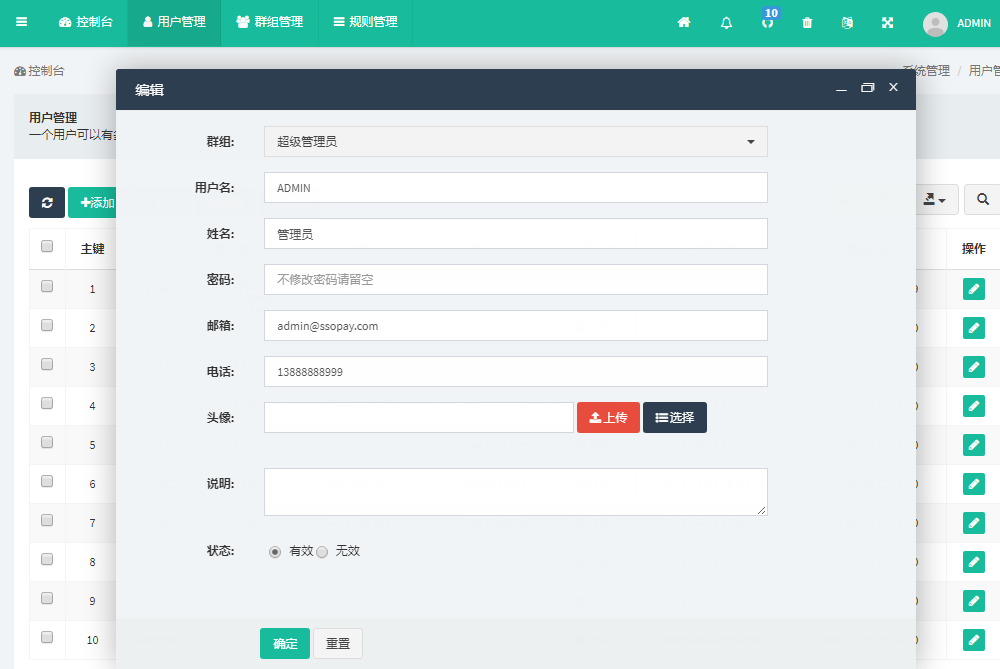 控制台 用户管理 群组管理 规则管理 10 ADMIN
控制台 系统管理 / 用户管
用户管理
一个用户可以有多
添加
主键 操作
1
2
3
4
5
6
7
8
9
10
编辑
群组: 超级管理员
用户名: ADMIN
姓名: 管理员
密码: 不修改密码请留空
邮箱: admin@ssopay.com
电话: 13888888999
头像: 上传 选择
说明:
状态: 有效 无效
确定 重置